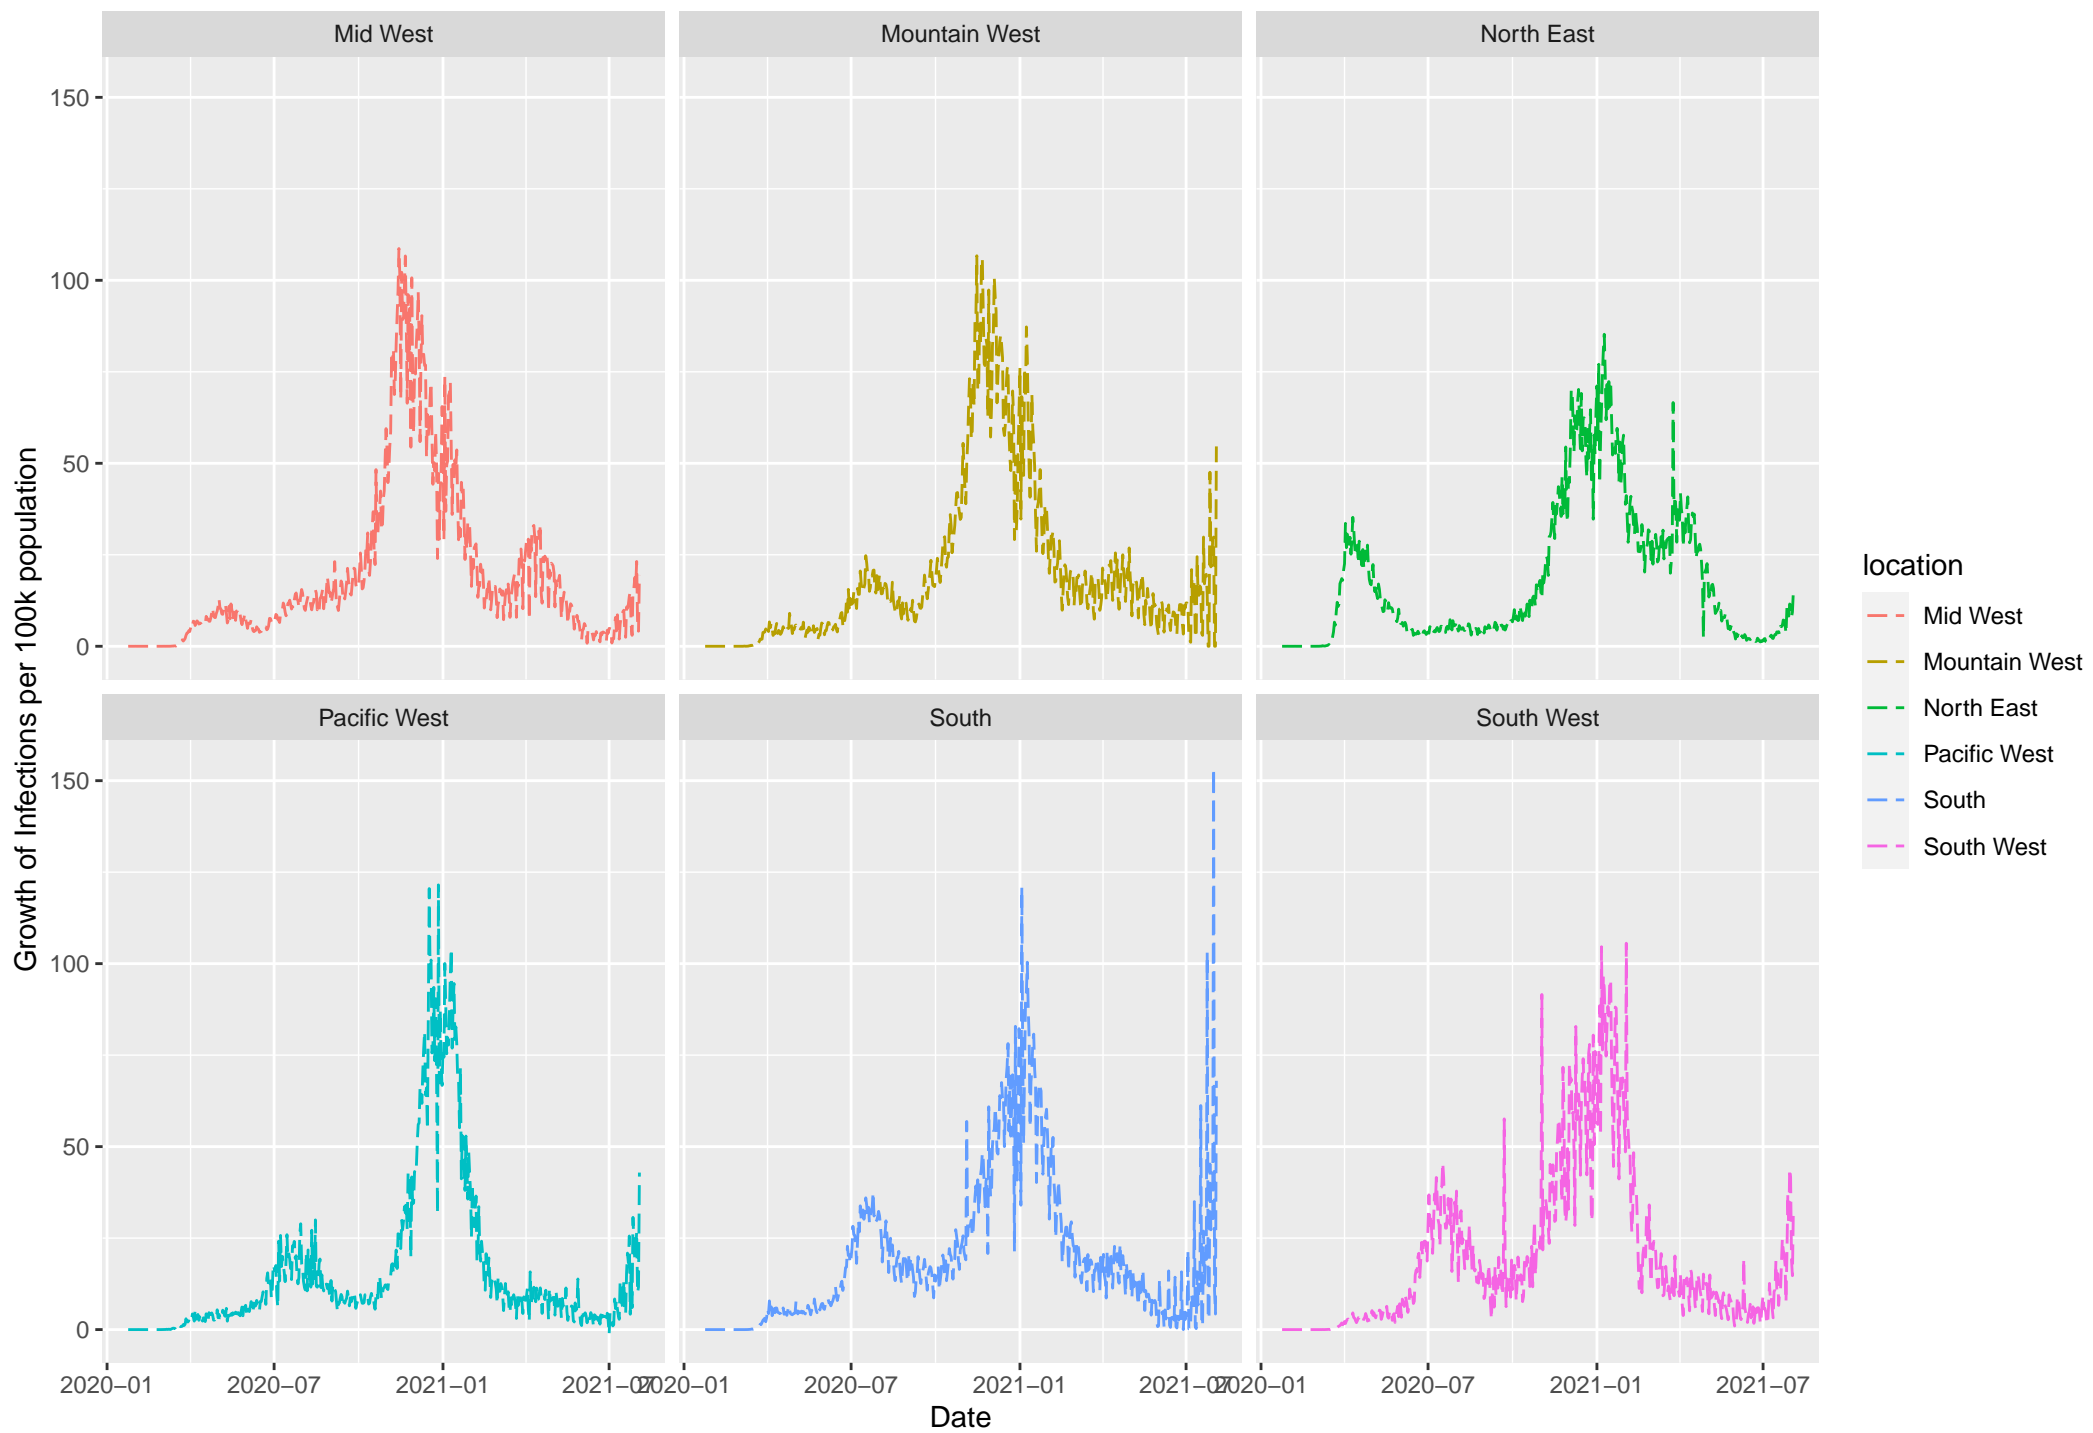 Mid West
Mountain West
North East
150
100
50
0
Growth of Infections per 100k population
Pacific West
South
South West
150
100
50
0
2020–01
2020–07
2021–01
2021–07
2020–01
2020–07
2021–01
2021–07
2020–01
2020–07
2021–01
2021–07
Date
location
Mid West
Mountain West
North East
Pacific West
South
South West